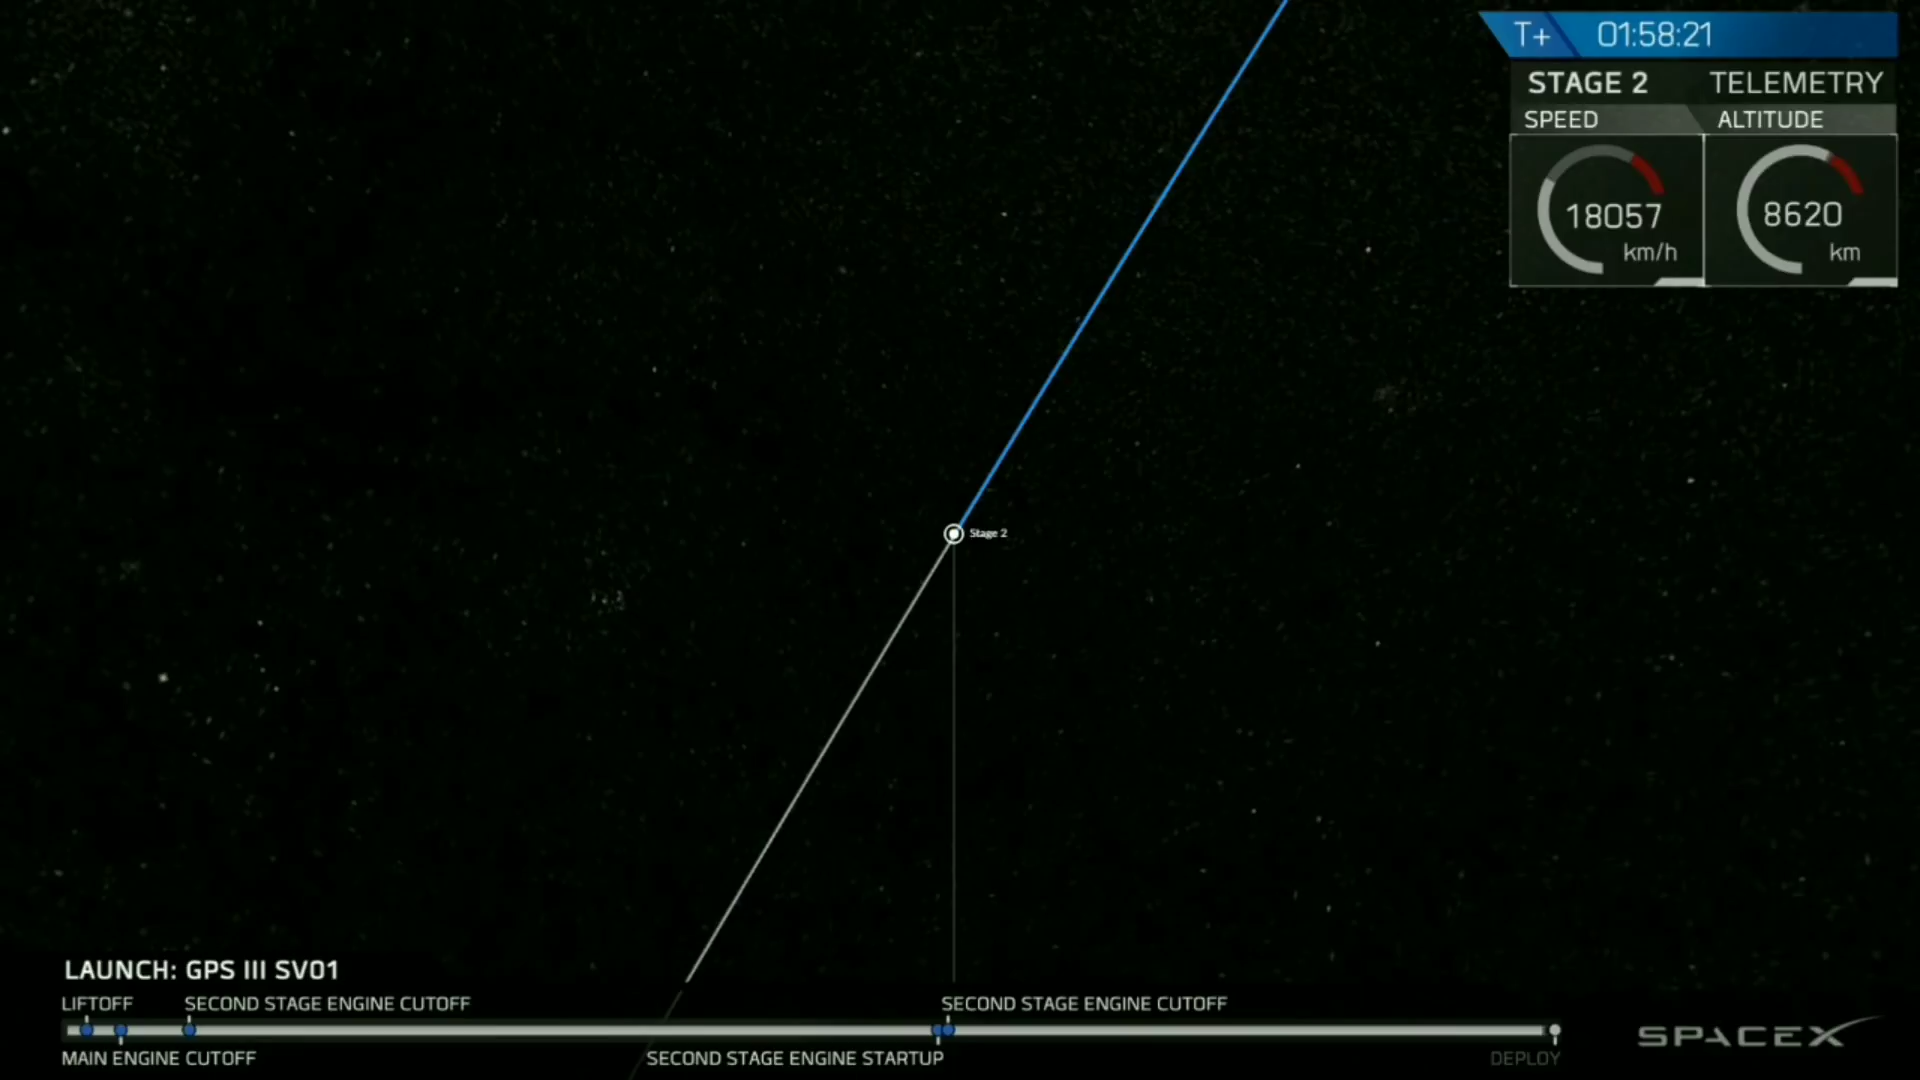 T+ 01:58:21
STAGE 2 TELEMETRY
SPEED ALTITUDE
18057 8620
km/h km
Stage 2
LAUNCH: GPS III SV01
LIFTOFF SECOND STAGE ENGINE CUTOFF SECOND STAGE ENGINE CUTOFF
MAIN ENGINE CUTOFF SECOND STAGE ENGINE STARTUP DEPLOY
SPACEX